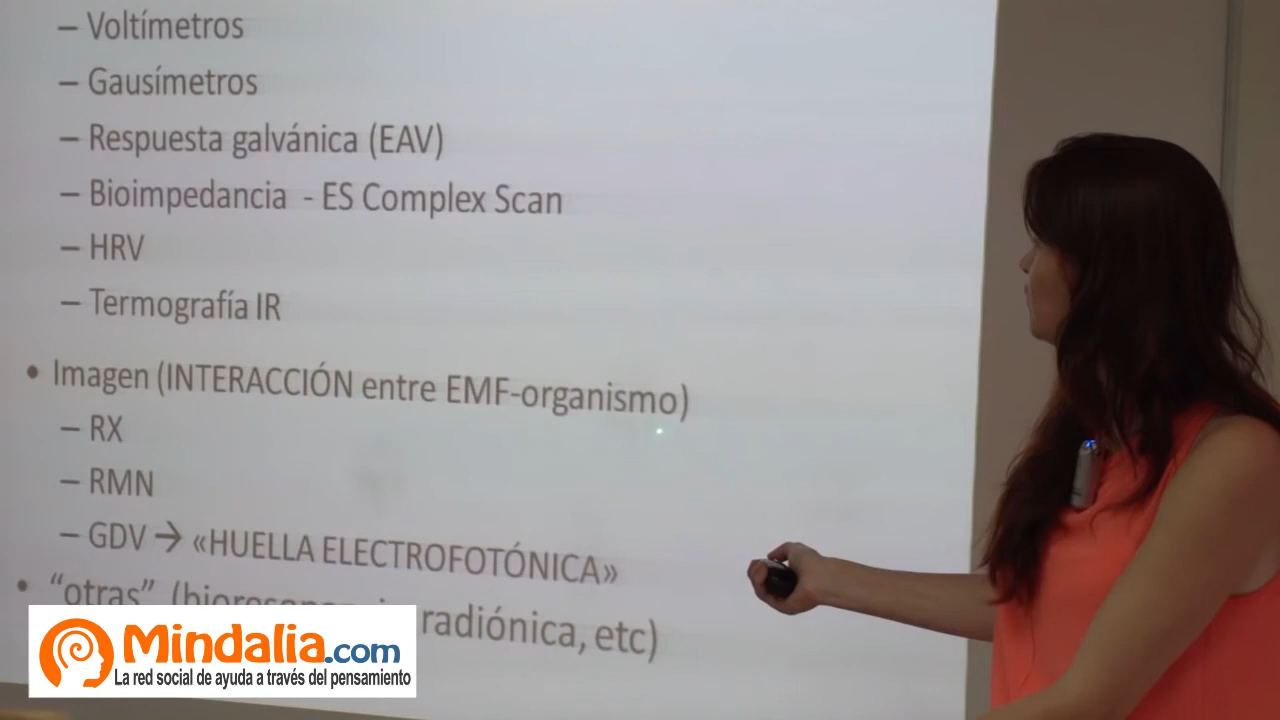 – Voltímetros
– Gausímetros
– Respuesta galvánica (EAV)
– Bioimpedancia - ES Complex Scan
– HRV
– Termografía IR
• Imagen (INTERACCIÓN entre EMF-organismo)
– RX
– RMN
– GDV → «HUELLA ELECTROFOTÓNICA»
• “otras” radiónica, etc)
Mindalia.com
La red social de ayuda a través del pensamiento